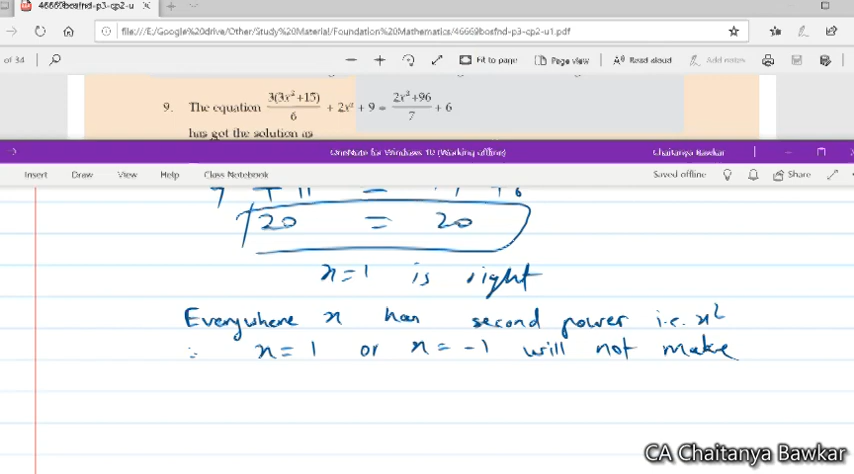 46669bosfnd-p3-cp2-u
file:///E:/Google%20drive/Other/Study%20Material/Foundation%20Mathematics/46669bosfnd-p3-cp2-u1.pdf
of 34
Fit to page
Page view
Read aloud
Add notes
9. The equation 3(3x²+15)/6 + 2x² + 9 = 2x²+96/7 + 6
has got the solution as
OneNote for Windows 10 (Working offline)
Chaitanya Bawkar
Insert Draw View Help Class Notebook
Saved offline
Share
9 + 11 = 14 + 6
20 = 20
x=1 is right
Everywhere x has second power i.e. x²
∴ x = 1 or x = -1 will not make
CA Chaitanya Bawkar